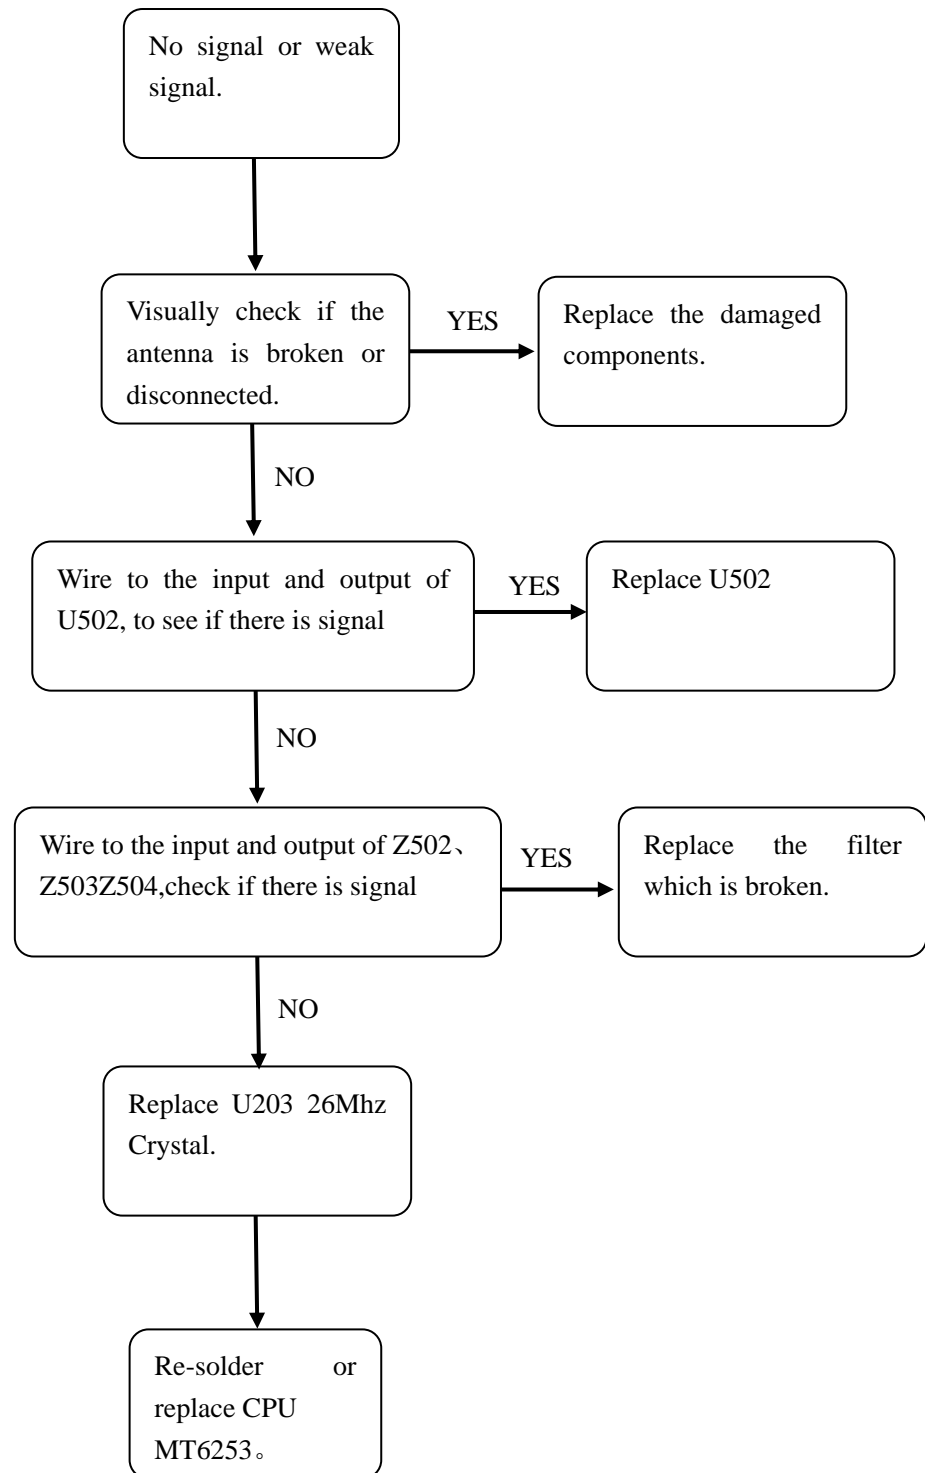 No signal or weak
signal.
Visually check if the
antenna is broken or
disconnected.
YES
Replace the damaged
components.
NO
Wire to the input and output of
U502, to see if there is signal
YES
Replace U502
NO
Wire to the input and output of Z502、
Z503Z504,check if there is signal
YES
Replace the filter
which is broken.
NO
Replace U203 26Mhz
Crystal.
Re-solder or
replace CPU
MT6253。